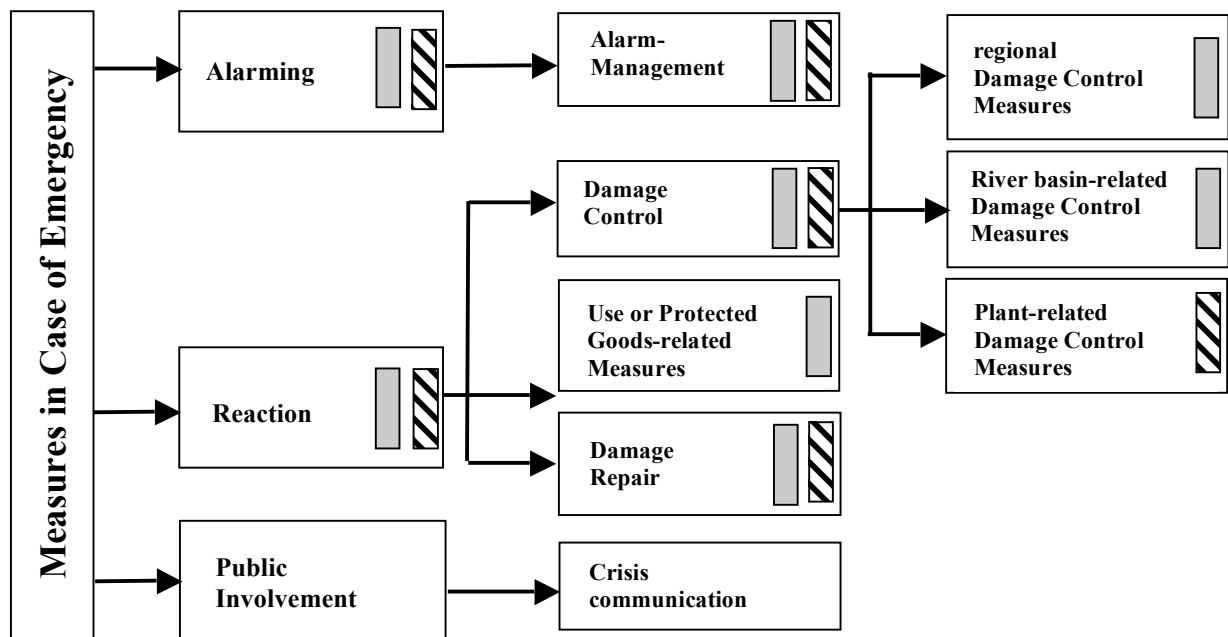 Measures in Case of Emergency
Alarming
Alarm-
Management
regional
Damage Control
Measures
Damage
Control
River basin-related
Damage Control
Measures
Use or Protected
Goods-related
Measures
Plant-related
Damage Control
Measures
Reaction
Damage
Repair
Public
Involvement
Crisis
communication